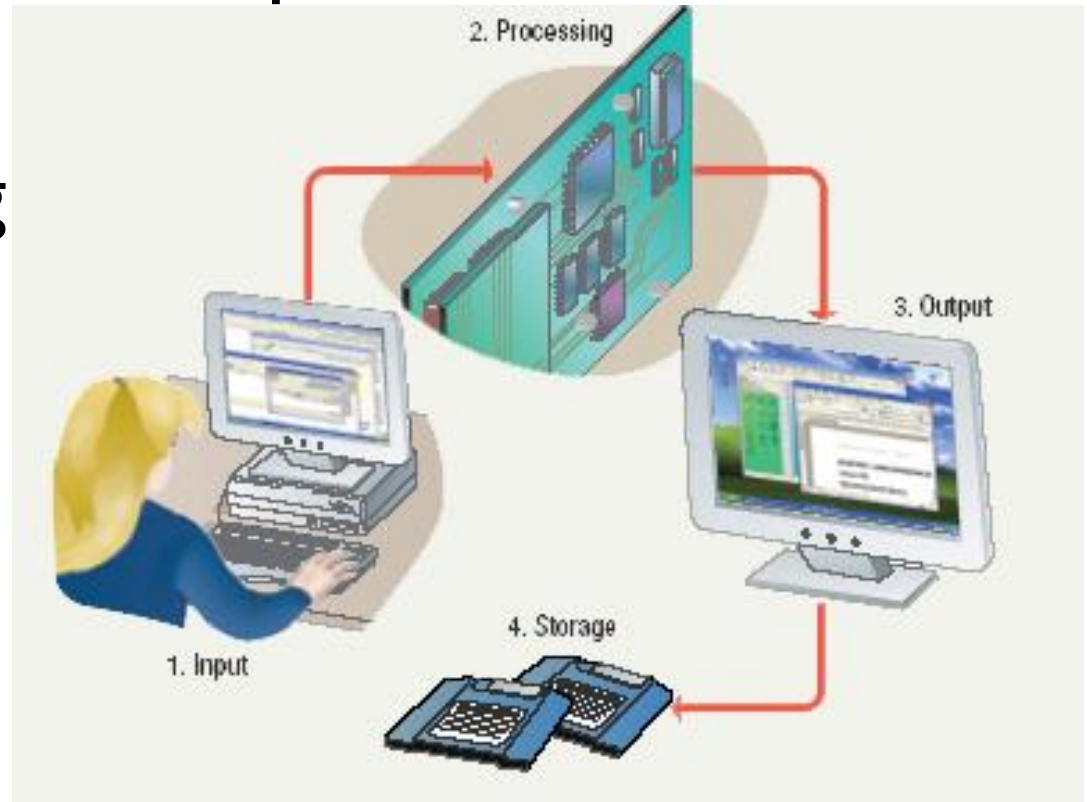 2. Processing
3. Output
4. Storage
1. Input
g